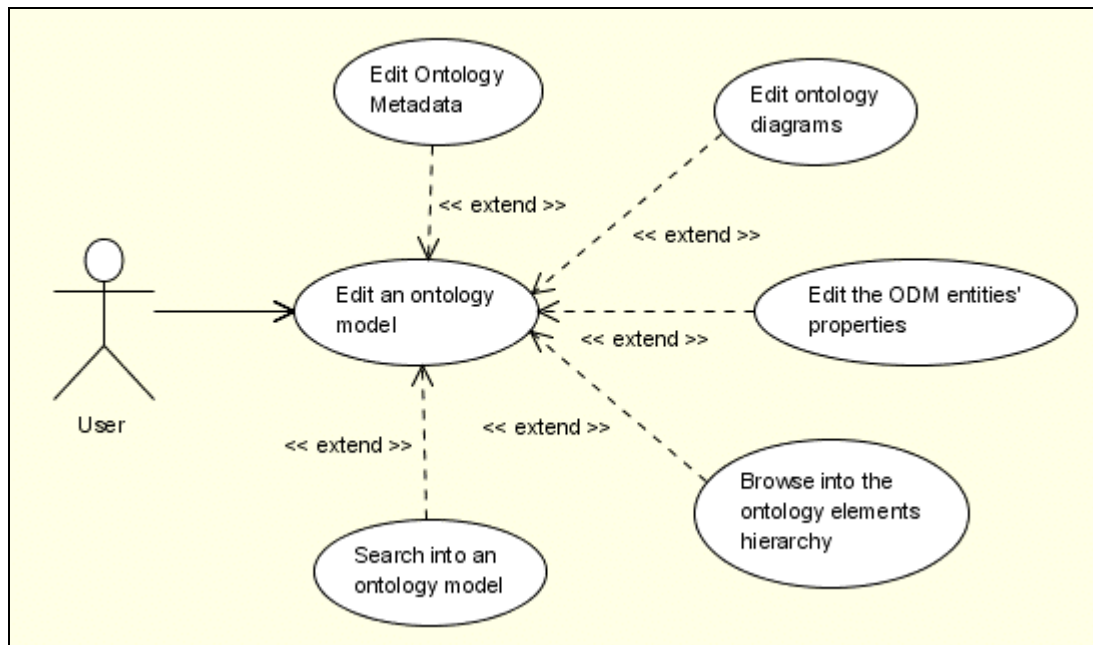 Edit Ontology
Metadata
Edit ontology
diagrams
<< extend >>
<< extend >>
Edit an ontology
model
Edit the ODM entities'
properties
<< extend >>
User
<< extend >>
<< extend >>
Browse into the
ontology elements
hierarchy
Search into an
ontology model